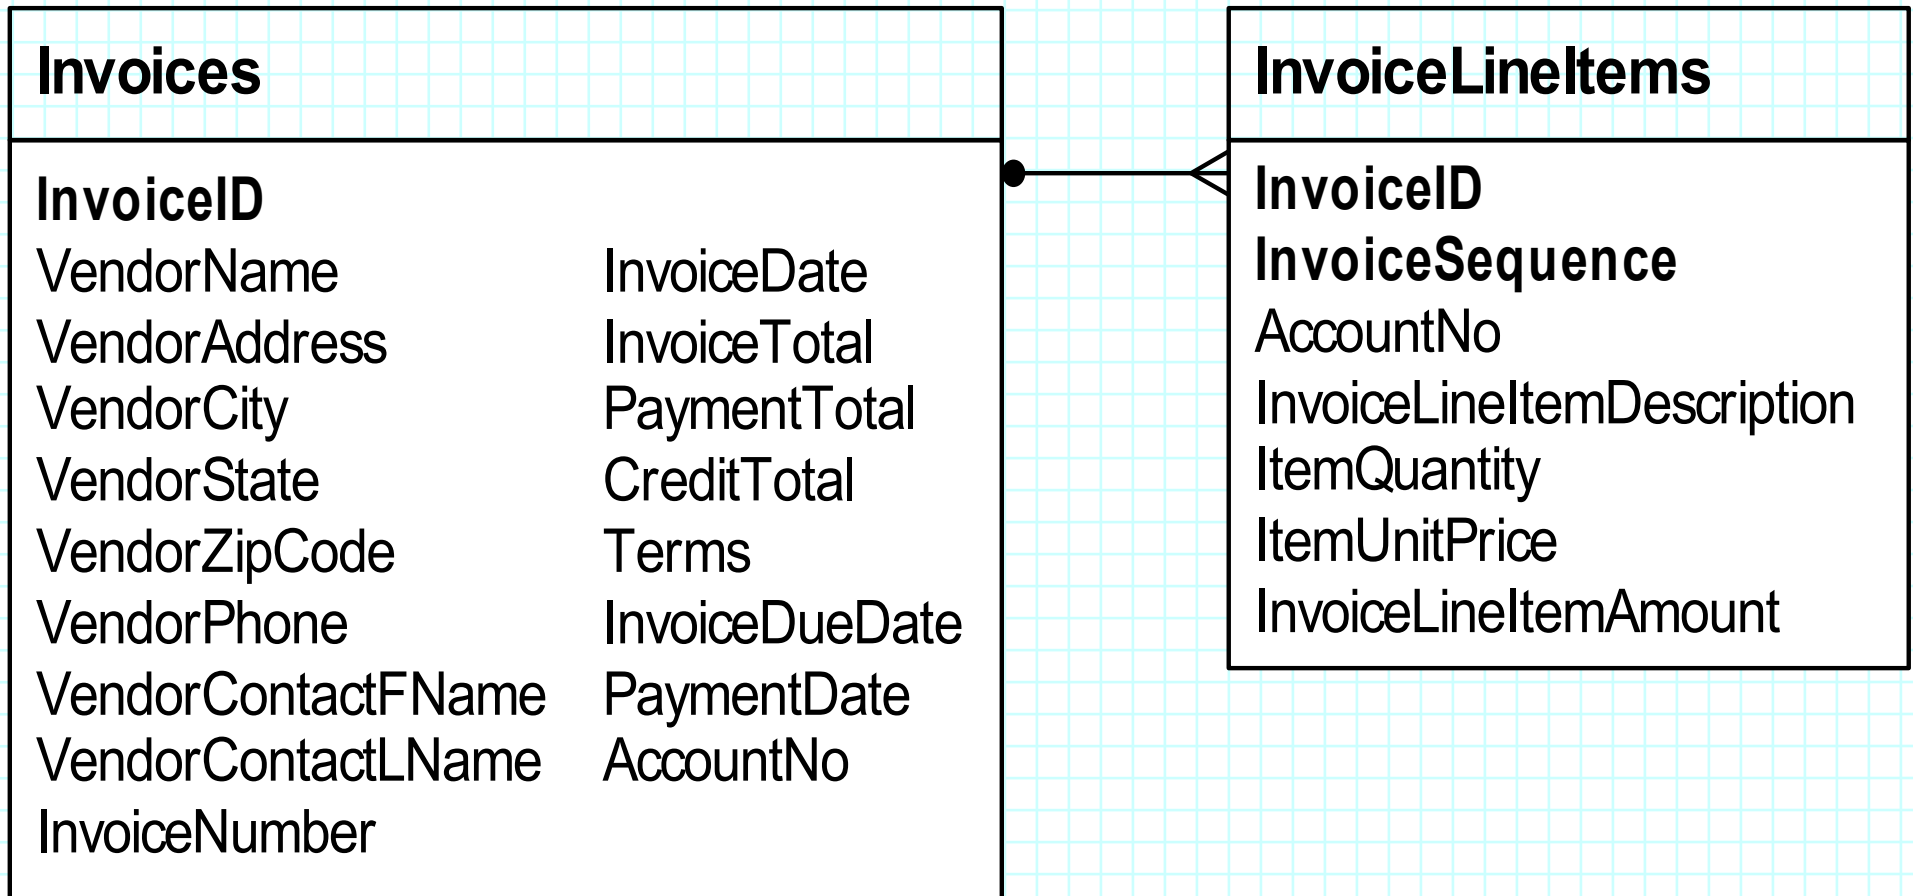 Invoices
InvoiceID
VendorName
VendorAddress
VendorCity
VendorState
VendorZipCode
VendorPhone
VendorContactFName
VendorContactLName
InvoiceNumber
InvoiceDate
InvoiceTotal
PaymentTotal
CreditTotal
Terms
InvoiceDueDate
PaymentDate
AccountNo
InvoiceLineItems
InvoiceID
InvoiceSequence
AccountNo
InvoiceLineItemDescription
ItemQuantity
ItemUnitPrice
InvoiceLineItemAmount